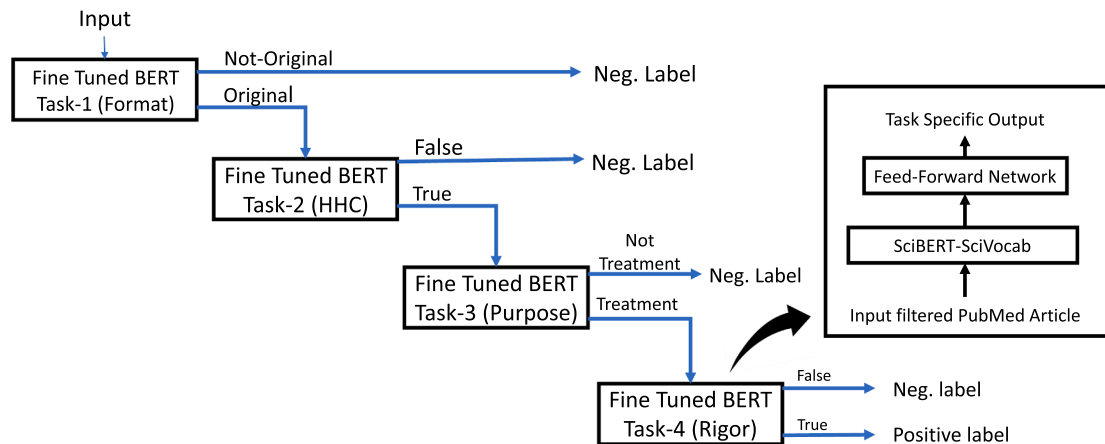 Input
Fine Tuned BERT
Task-1 (Format)
Not-Original
Neg. Label
Original
Fine Tuned BERT
Task-2 (HHC)
False
Neg. Label
True
Fine Tuned BERT
Task-3 (Purpose)
Not
Treatment
Neg. Label
Treatment
Fine Tuned BERT
Task-4 (Rigor)
False
Neg. label
True
Positive label
Task Specific Output
Feed-Forward Network
SciBERT-SciVocab
Input filtered PubMed Article